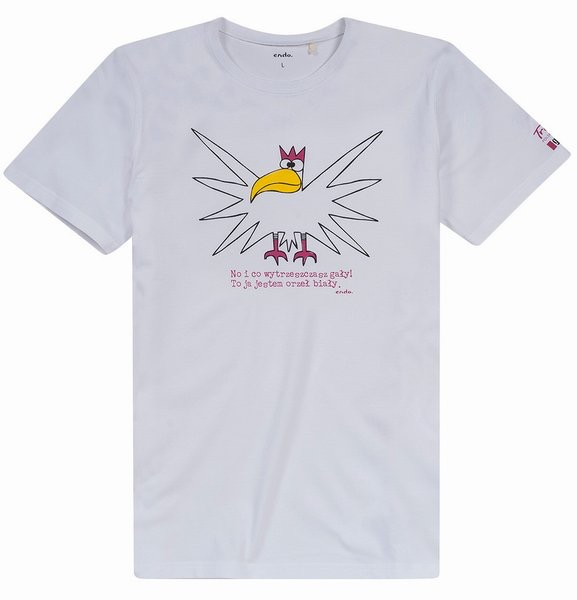 endo.
L
No i co wytrzeszczasz gały!
To ja jestem orzeł biały.
endo.